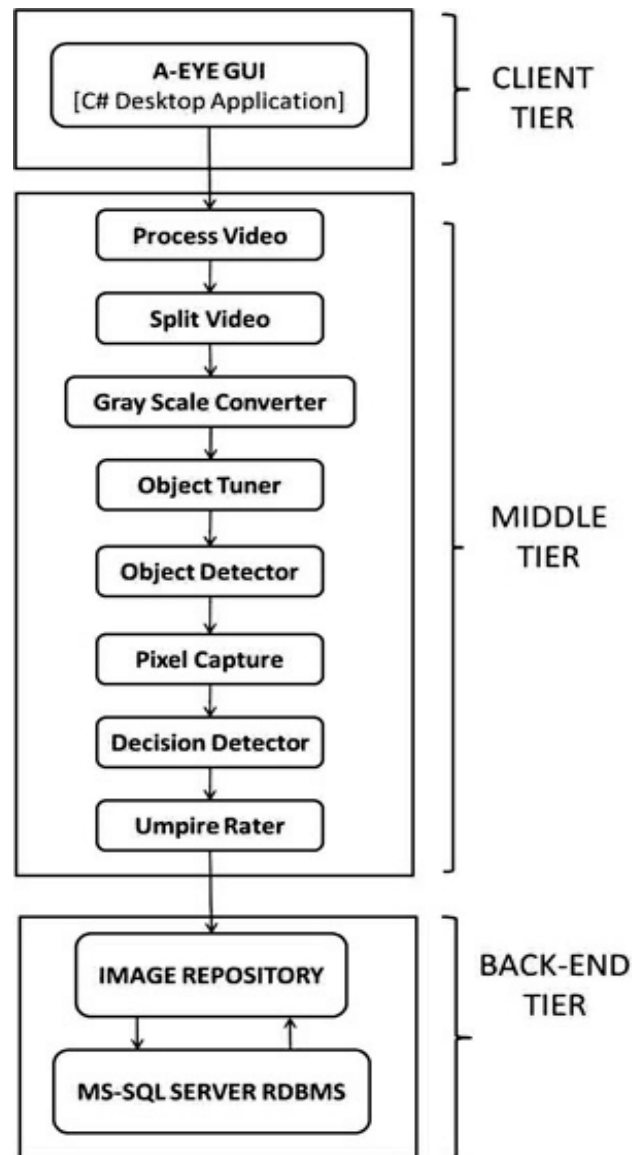 A-EYE GUI
[C# Desktop Application]
CLIENT
TIER
Process Video
Split Video
Gray Scale Converter
Object Tuner
Object Detector
Pixel Capture
Decision Detector
Umpire Rater
MIDDLE
TIER
IMAGE REPOSITORY
MS-SQL SERVER RDBMS
BACK-END
TIER